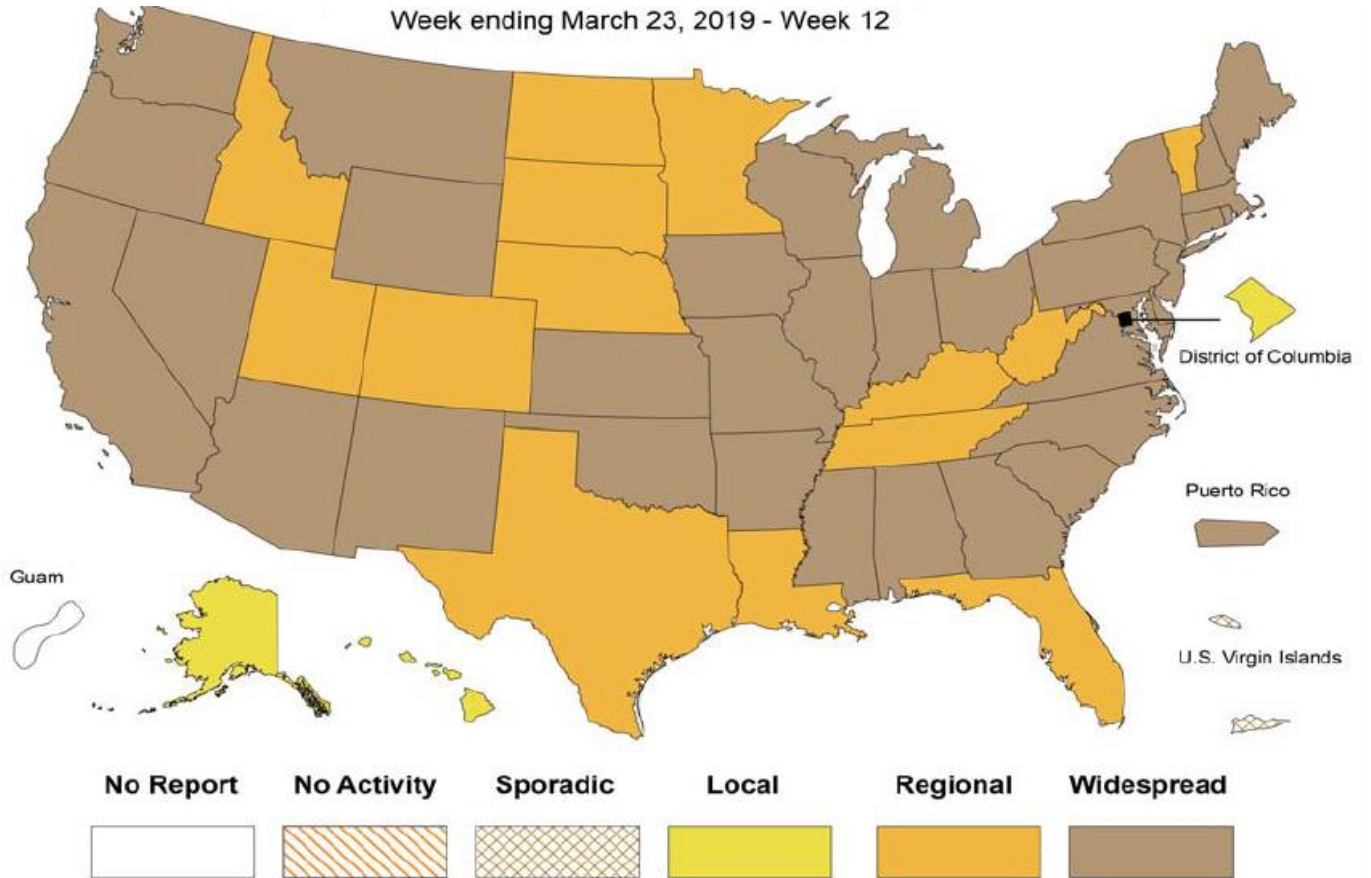 Week ending March 23, 2019 - Week 12
District of Columbia
Puerto Rico
Guam
U.S. Virgin Islands
No Report No Activity Sporadic Local Regional Widespread